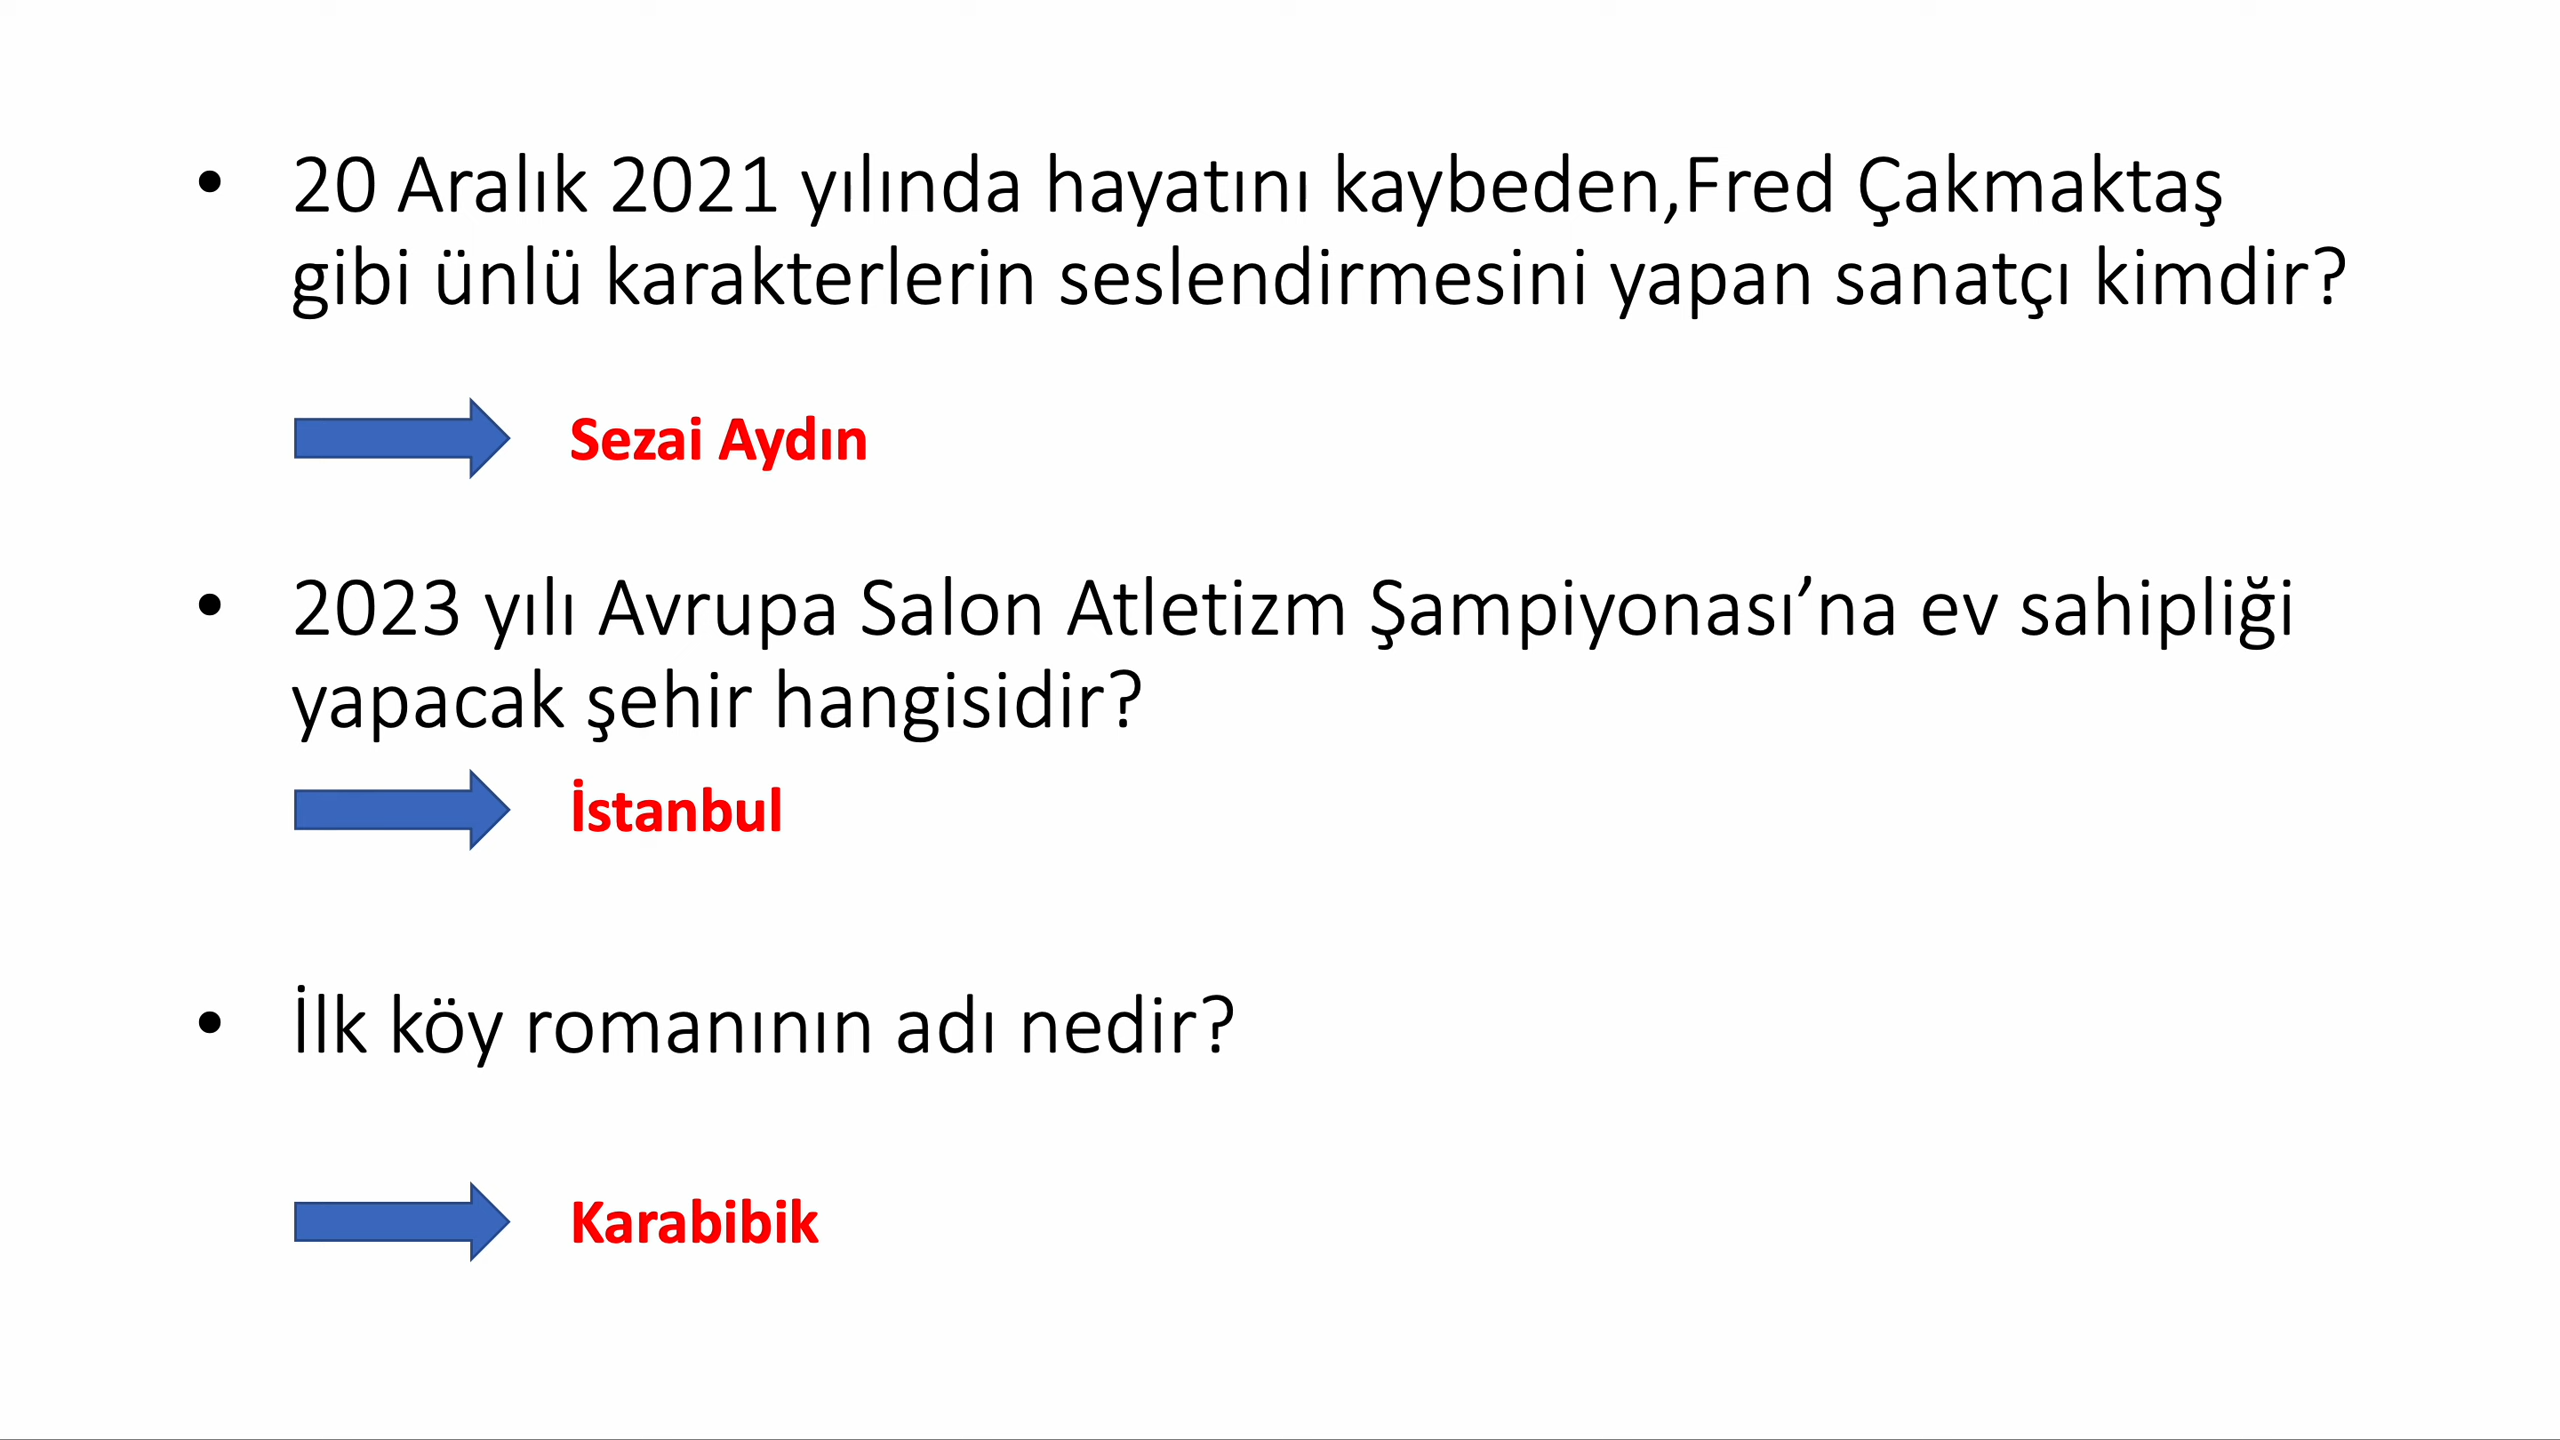 • 20 Aralık 2021 yılında hayatını kaybeden,Fred Çakmaktaş
gibi ünlü karakterlerin seslendirmesini yapan sanatçı kimdir?
Sezai Aydın
• 2023 yılı Avrupa Salon Atletizm Şampiyonası’na ev sahipliği
yapacak şehir hangisidir?
İstanbul
• İlk köy romanının adı nedir?
Karabibik